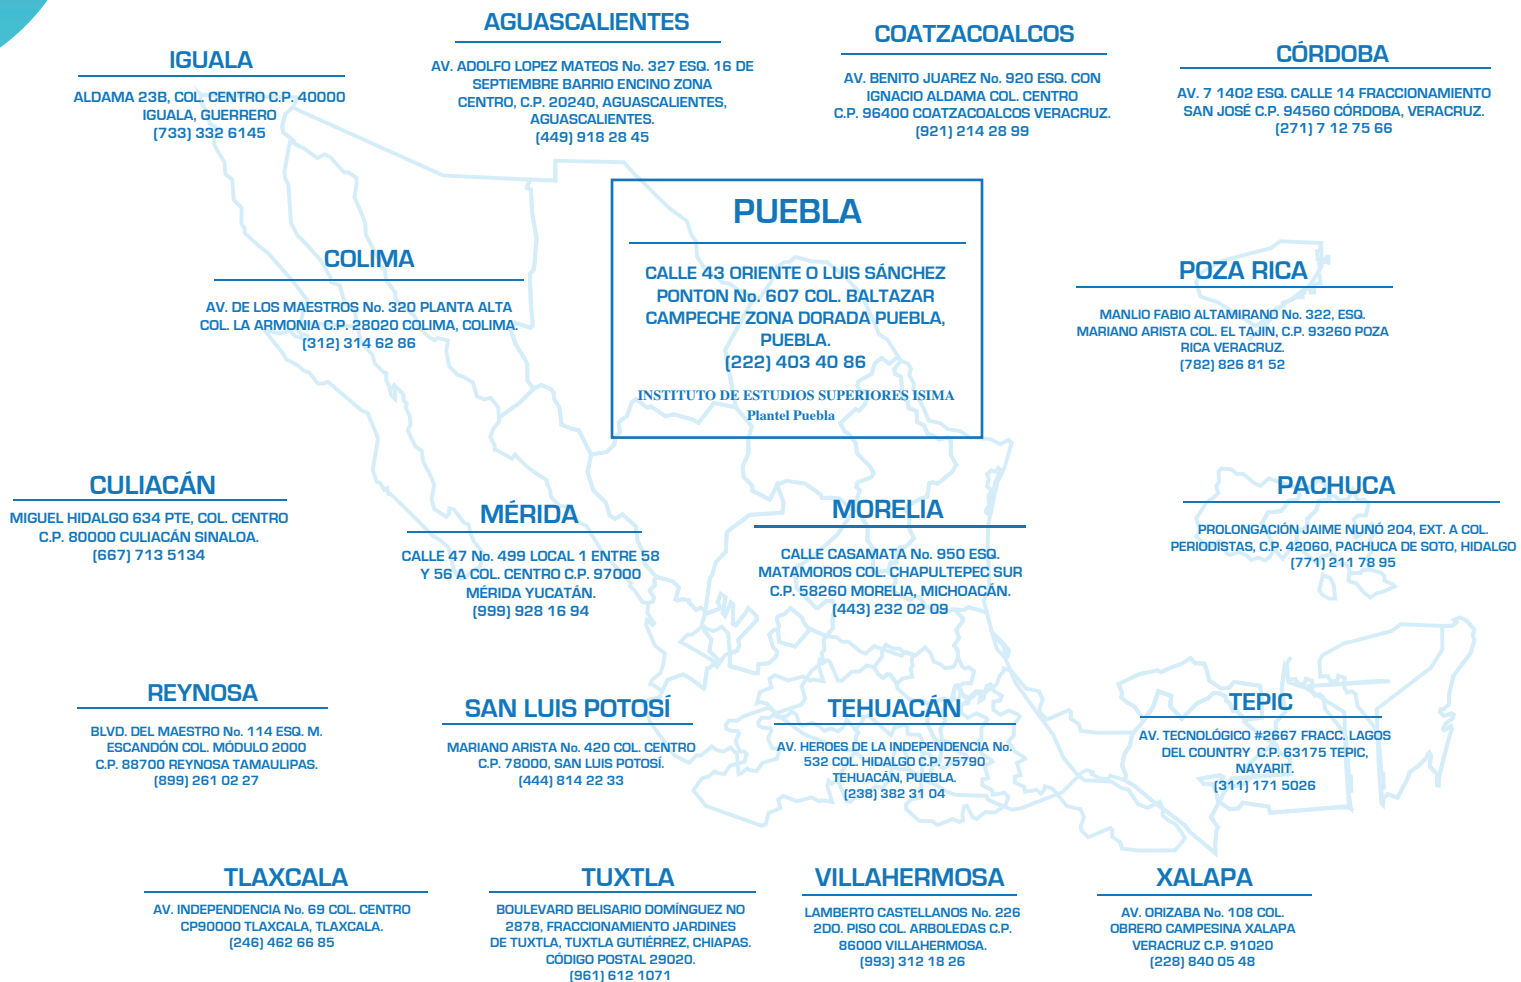 IGUALA
ALDAMA 23B, COL. CENTRO C.P. 40000
IGUALA, GUERRERO
(733) 332 6145
AGUASCALIENTES
AV. ADOLFO LOPEZ MATEOS No. 327 ESQ. 16 DE
SEPTIEMBRE BARRIO ENCINO ZONA
CENTRO, C.P. 20240, AGUASCALIENTES,
AGUASCALIENTES.
(449) 918 28 45
COATZACOALCOS
AV. BENITO JUAREZ No. 920 ESQ. CON
IGNACIO ALDAMA COL. CENTRO
C.P. 96400 COATZACOALCOS VERACRUZ.
(921) 214 28 99
CÓRDOBA
AV. 7 1402 ESQ. CALLE 14 FRACCIONAMIENTO
SAN JOSÉ C.P. 94560 CÓRDOBA, VERACRUZ.
(271) 7 12 75 66
COLIMA
AV. DE LOS MAESTROS No. 320 PLANTA ALTA
COL. LA ARMONIA C.P. 28020 COLIMA, COLIMA.
(312) 314 62 86
PUEBLA
CALLE 43 ORIENTE O LUIS SÁNCHEZ
PONTON No. 607 COL. BALTAZAR
CAMPECHE ZONA DORADA PUEBLA,
PUEBLA.
(222) 403 40 86
INSTITUTO DE ESTUDIOS SUPERIORES ISIMA
Plantel Puebla
POZA RICA
MANLIO FABIO ALTAMIRANO No. 322, ESQ.
MARIANO ARISTA COL. EL TAJIN, C.P. 93260 POZA
RICA VERACRUZ.
(782) 826 81 52
CULIACÁN
MIGUEL HIDALGO 634 PTE, COL. CENTRO
C.P. 80000 CULIACÁN SINALOA.
(667) 713 5134
MÉRIDA
CALLE 47 No. 499 LOCAL 1 ENTRE 58
Y 56 A COL. CENTRO C.P. 97000
MÉRIDA YUCATÁN.
(999) 928 16 94
MORELIA
CALLE CASAMATA No. 950 ESQ.
MATAMOROS COL. CHAPULTEPEC SUR
C.P. 58260 MORELIA, MICHOACÁN.
(443) 232 02 09
PACHUCA
PROLONGACIÓN JAIME NUNÓ 204, EXT. A COL.
PERIODISTAS, C.P. 42060, PACHUCA DE SOTO, HIDALGO
(771) 211 78 95
REYNOSA
BLVD. DEL MAESTRO No. 114 ESQ. M.
ESCANDÓN COL. MÓDULO 2000
C.P. 88700 REYNOSA TAMAULIPAS.
(899) 261 02 27
SAN LUIS POTOSÍ
MARIANO ARISTA No. 420 COL. CENTRO
C.P. 78000, SAN LUIS POTOSÍ.
(444) 814 22 33
TEHUACÁN
AV. HEROES DE LA INDEPENDENCIA No.
532 COL. HIDALGO C.P. 75790
TEHUACÁN, PUEBLA.
(238) 382 31 04
TEPIC
AV. TECNOLÓGICO #2667 FRACC. LAGOS
DEL COUNTRY C.P. 63175 TEPIC,
NAYARIT.
(311) 171 5026
TLAXCALA
AV. INDEPENDENCIA No. 69 COL. CENTRO
CP90000 TLAXCALA, TLAXCALA.
(246) 462 66 85
TUXTLA
BOULEVARD BELISARIO DOMÍNGUEZ NO
2878, FRACCIONAMIENTO JARDINES
DE TUXTLA, TUXTLA GUTIÉRREZ, CHIAPAS.
CÓDIGO POSTAL 29020.
(961) 612 1071
VILLAHERMOSA
LAMBERTO CASTELLANOS No. 226
2DO. PISO COL. ARBOLEDAS C.P.
86000 VILLAHERMOSA.
(993) 312 18 26
XALAPA
AV. ORIZABA No. 108 COL.
OBRERO CAMPESINA XALAPA
VERACRUZ C.P. 91020
(228) 840 05 48